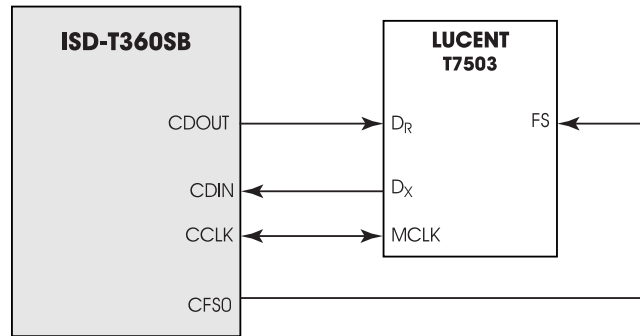 ISD-T360SB
LUCENT
T7503
CDOUT
DR
FS
CDIN
DX
CCLK
MCLK
CFS0